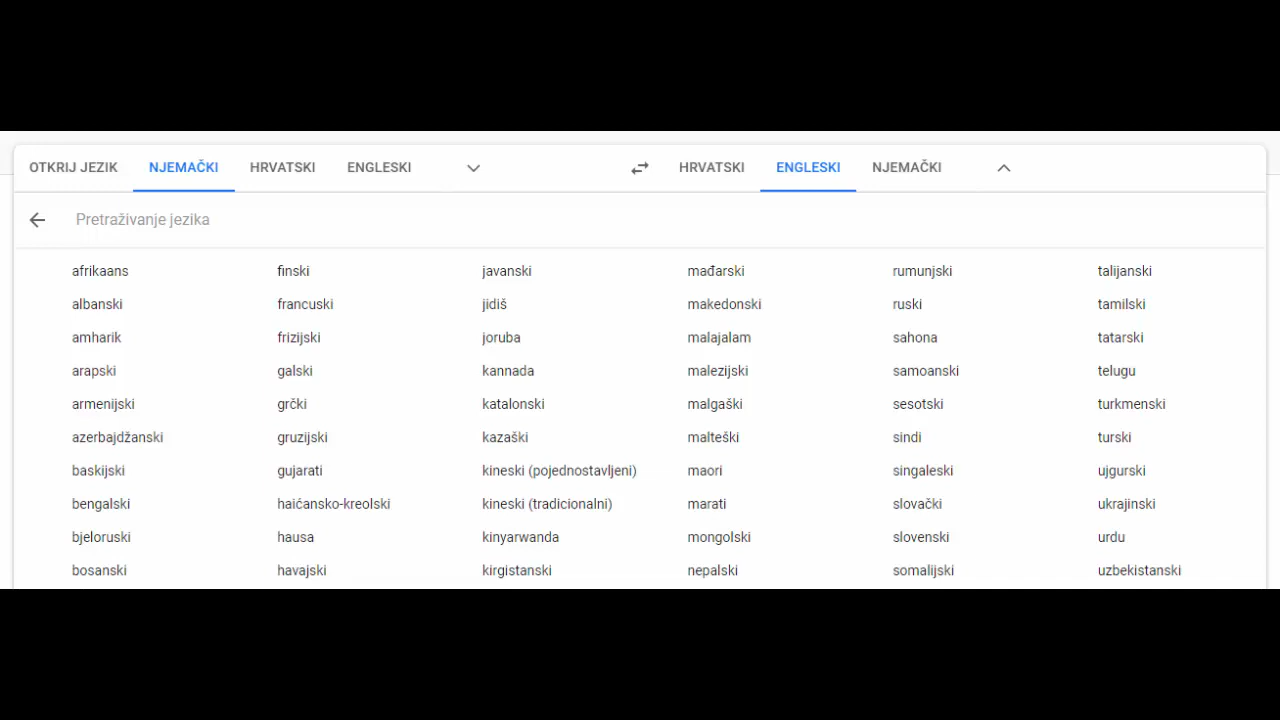 OTKRIJ JEZIK NJEMAČKI HRVATSKI ENGLESKI HRVATSKI ENGLESKI NJEMAČKI
Pretraživanje jezika
afrikaans finski javanski mađarski rumunjski talijanski
albanski francuski jidiš makedonski ruski tamilski
amharik frizijski joruba malajalam sahona tatarski
arapski galski kannada malezijski samoanski telugu
armenijski grčki katalonski malgaški sesotski turkmenski
azerbajdžanski gruzijski kazaški malteški sindi turski
baskijski gujarati kineski (pojednostavljeni) maori singaleski ujgurski
bengalski haićansko-kreolski kineski (tradicionalni) marati slovački ukrajinski
bjeloruski hausa kinyarwanda mongolski slovenski urdu
bosanski havajski kirgistanski nepalski somalijski uzbekistanski